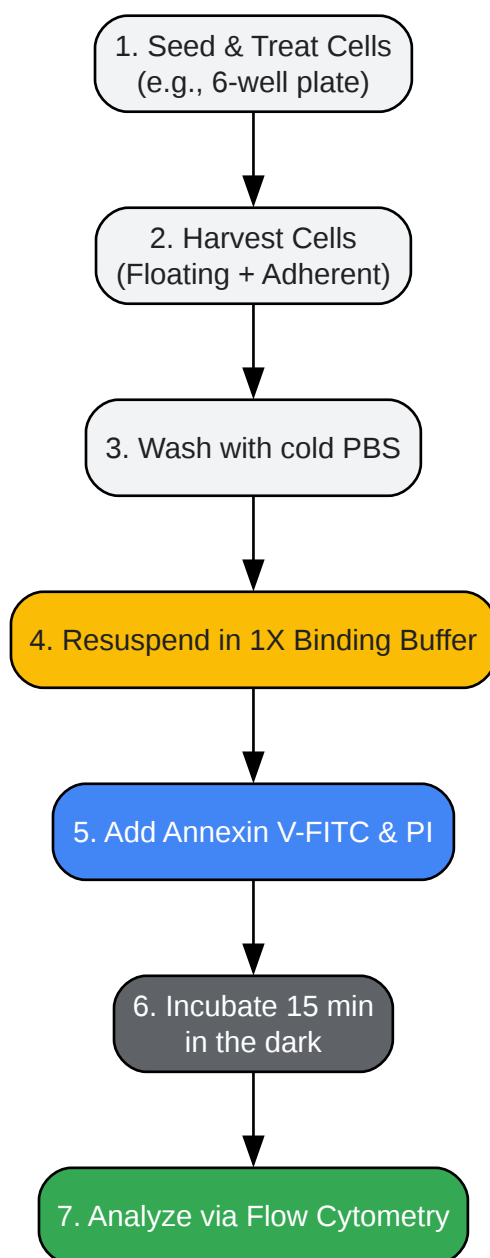 1. Seed & Treat Cells
(e.g., 6-well plate)
2. Harvest Cells
(Floating + Adherent)
3. Wash with cold PBS
4. Resuspend in 1X Binding Buffer
5. Add Annexin V-FITC & PI
6. Incubate 15 min
in the dark
7. Analyze via Flow Cytometry